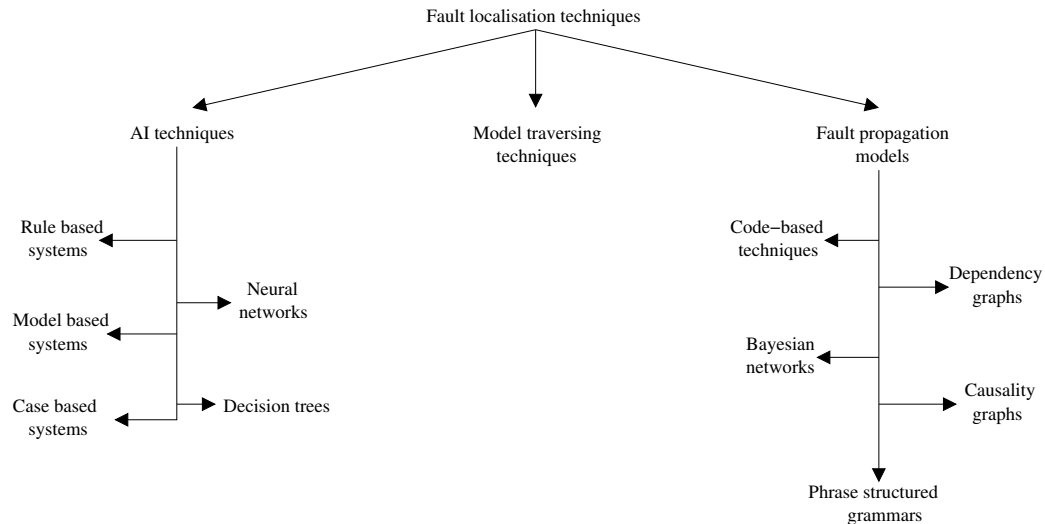 Fault localisation techniques
AI techniques
Model traversing
techniques
Fault propagation
models
Rule based
systems
Neural
networks
Model based
systems
Case based
systems
Decision trees
Code−based
techniques
Dependency
graphs
Bayesian
networks
Causality
graphs
Phrase structured
grammars